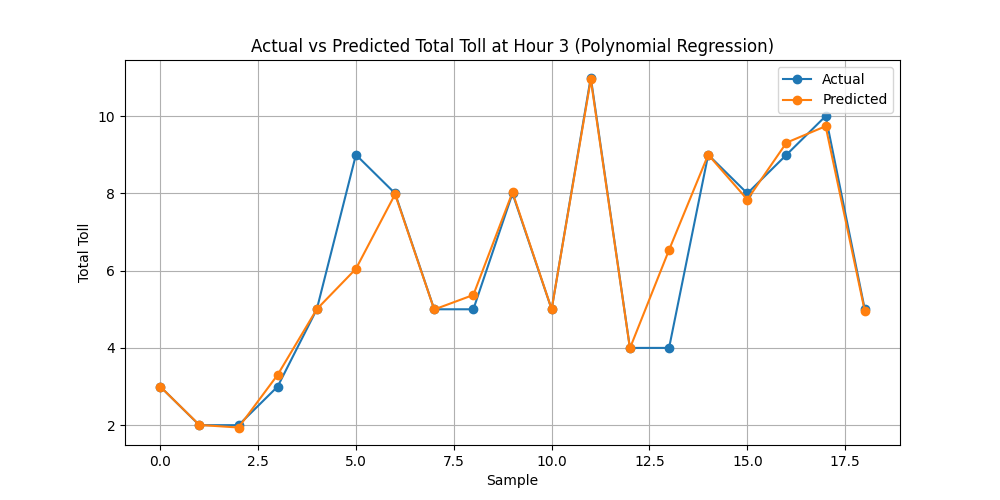 Actual vs Predicted Total Toll at Hour 3 (Polynomial Regression)
Actual
Predicted
10
8
6
4
2
Total Toll
0.0 2.5 5.0 7.5 10.0 12.5 15.0 17.5
Sample